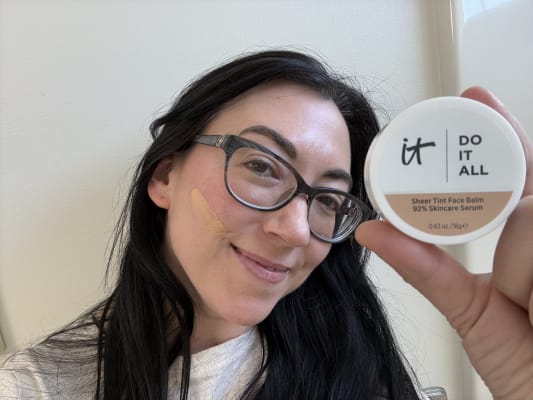 iT
DO
IT
ALL
Sheer Tint Face Balm
92% Skincare Serum
0.63 oz/18g℮